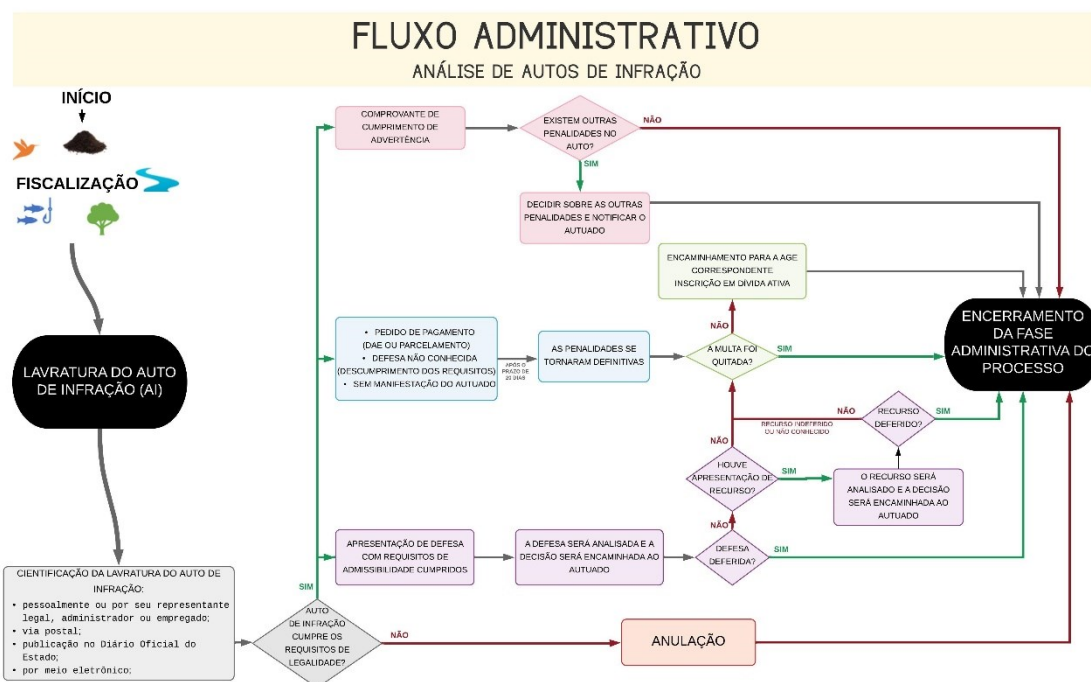 FLUXO ADMINISTRATIVO
ANÁLISE DE AUTOS DE INFRAÇÃO
INÍCIO
FISCALIZAÇÃO
LAVRATURA DO AUTO
DE INFRAÇÃO (AI)
CIENTIFICAÇÃO DA LAVRATURA DO AUTO DE
INFRAÇÃO:
• pessoalmente ou por seu representante
legal, administrador ou empregado;
• via postal;
• publicação no Diário Oficial do
Estado;
• por meio eletrônico;
AUTO
DE INFRAÇÃO
CUMPRE OS
REQUISITOS DE
LEGALIDADE?
SIM
NÃO
COMPROVANTE DE
CUMPRIMENTO DE
ADVERTÊNCIA
EXISTEM OUTRAS
PENALIDADES NO
AUTO?
NÃO
SIM
DECIDIR SOBRE AS OUTRAS
PENALIDADES E NOTIFICAR O
AUTUADO
ENCAMINHAMENTO PARA A AGE
CORRESPONDENTE
INSCRIÇÃO EM DÍVIDA ATIVA
• PEDIDO DE PAGAMENTO
(DAE OU PARCELAMENTO)
• DEFESA NÃO CONHECIDA
(DESCUMPRIMENTO DOS REQUISITOS)
• SEM MANIFESTAÇÃO DO AUTUADO
APÓS O
PRAZO DE
20 DIAS
AS PENALIDADES SE
TORNARAM DEFINITIVAS
NÃO
A MULTA FOI
QUITADA?
SIM
ENCERRAMENTO
DA FASE
ADMINISTRATIVA DO
PROCESSO
NÃO
RECURSO INDEFERIDO
OU NÃO CONHECIDO
RECURSO
DEFERIDO?
SIM
NÃO
HOUVE
APRESENTAÇÃO DE
RECURSO?
SIM
O RECURSO SERÁ
ANALISADO E A DECISÃO
SERÁ ENCAMINHADA AO
AUTUADO
APRESENTAÇÃO DE DEFESA
COM REQUISITOS DE
ADMISSIBILIDADE CUMPRIDOS
A DEFESA SERÁ ANALISADA E A
DECISÃO SERÁ ENCAMINHADA AO
AUTUADO
NÃO
DEFESA
DEFERIDA?
SIM
ANULAÇÃO